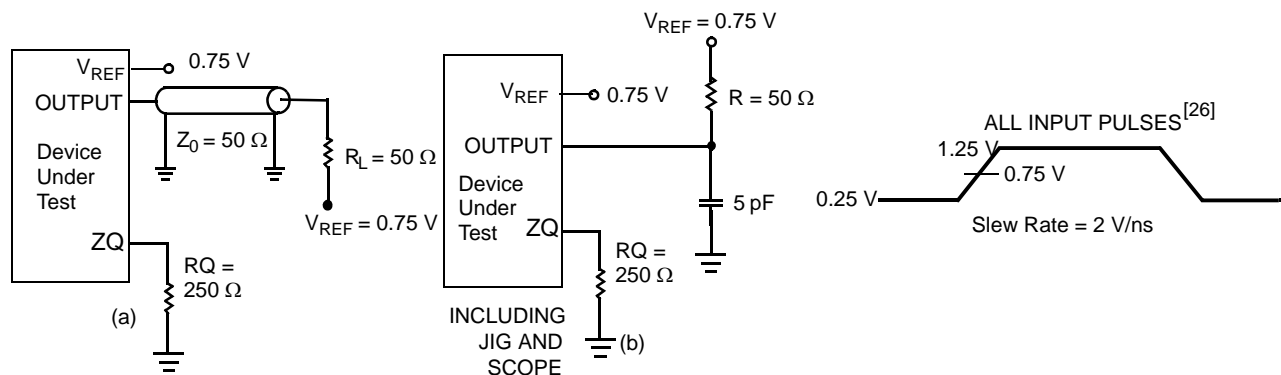 V_REF
0.75 V
OUTPUT
Z_0 = 50 Ω
Device
Under
Test
R_L = 50 Ω
V_REF = 0.75 V
ZQ
RQ =
250 Ω
(a)
V_REF = 0.75 V
R = 50 Ω
V_REF
0.75 V
OUTPUT
Device
Under
Test
5 pF
ZQ
RQ =
250 Ω
INCLUDING
JIG AND
SCOPE
(b)
ALL INPUT PULSES[26]
1.25 V
0.75 V
0.25 V
Slew Rate = 2 V/ns